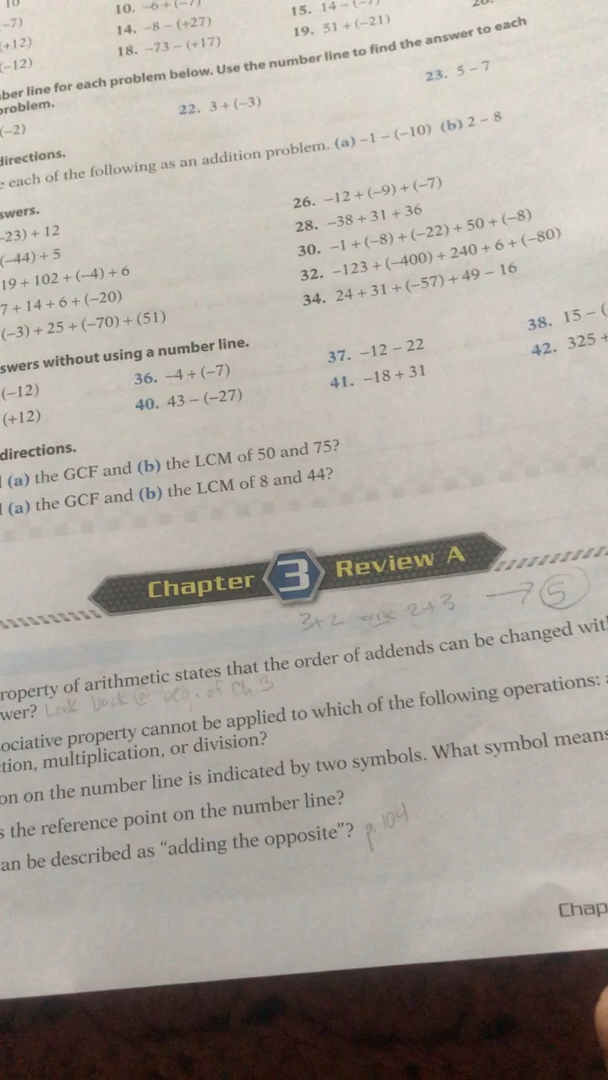 10
10. -6 + (-7)
15. 14 -
-7)
14. -8 - (+27)
19. 51 + (-21)
(+12)
18. -73 - (+17)
(-12)
ber line for each problem below. Use the number line to find the answer to each
problem.
(-2)
22. 3 + (-3)
23. 5 - 7
directions.
e each of the following as an addition problem. (a) -1 - (-10) (b) 2 - 8
swers.
-23) + 12
26. -12 + (-9) + (-7)
(-44) + 5
28. -38 + 31 + 36
19 + 102 + (-4) + 6
30. -1 + (-8) + (-22) + 50 + (-8)
7 + 14 + 6 + (-20)
32. -123 + (-400) + 240 + 6 + (-80)
(-3) + 25 + (-70) + (51)
34. 24 + 31 + (-57) + 49 - 16
swers without using a number line.
(-12)
36. -4 + (-7)
37. -12 - 22
38. 15 - (
(+12)
40. 43 - (-27)
41. -18 + 31
42. 325 +
directions.
(a) the GCF and (b) the LCM of 50 and 75?
(a) the GCF and (b) the LCM of 8 and 44?
Chapter 3 Review A
3+2 2+3 → 5
roperty of arithmetic states that the order of addends can be changed wit
wer? Look back @ beg. of Ch. 3
ociative property cannot be applied to which of the following operations:
tion, multiplication, or division?
on on the number line is indicated by two symbols. What symbol means
s the reference point on the number line?
an be described as "adding the opposite"? p. 104
Chap